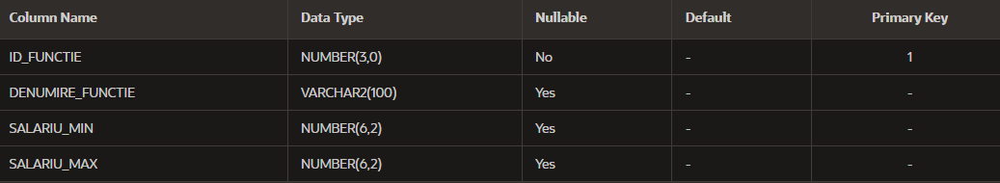 Column Name Data Type Nullable Default Primary Key
ID_FUNCTIE NUMBER(3,0) No - 1
DENUMIRE_FUNCTIE VARCHAR2(100) Yes - -
SALARIU_MIN NUMBER(6,2) Yes - -
SALARIU_MAX NUMBER(6,2) Yes - -